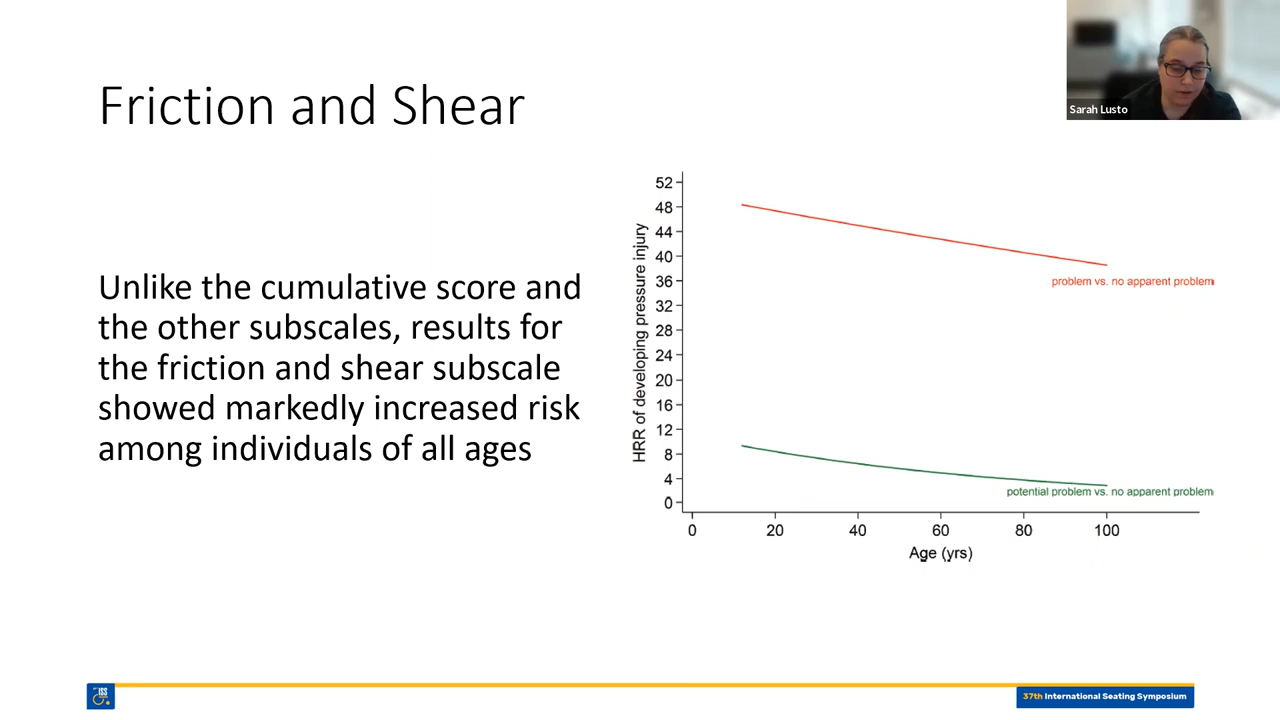 Friction and Shear
Sarah Lusto
Unlike the cumulative score and
the other subscales, results for
the friction and shear subscale
showed markedly increased risk
among individuals of all ages
HRR of developing pressure injury
52
48
44
40
36
32
28
24
20
16
12
8
4
0
problem vs. no apparent problem
potential problem vs. no apparent problem
0 20 40 60 80 100
Age (yrs)
ISS
37th International Seating Symposium